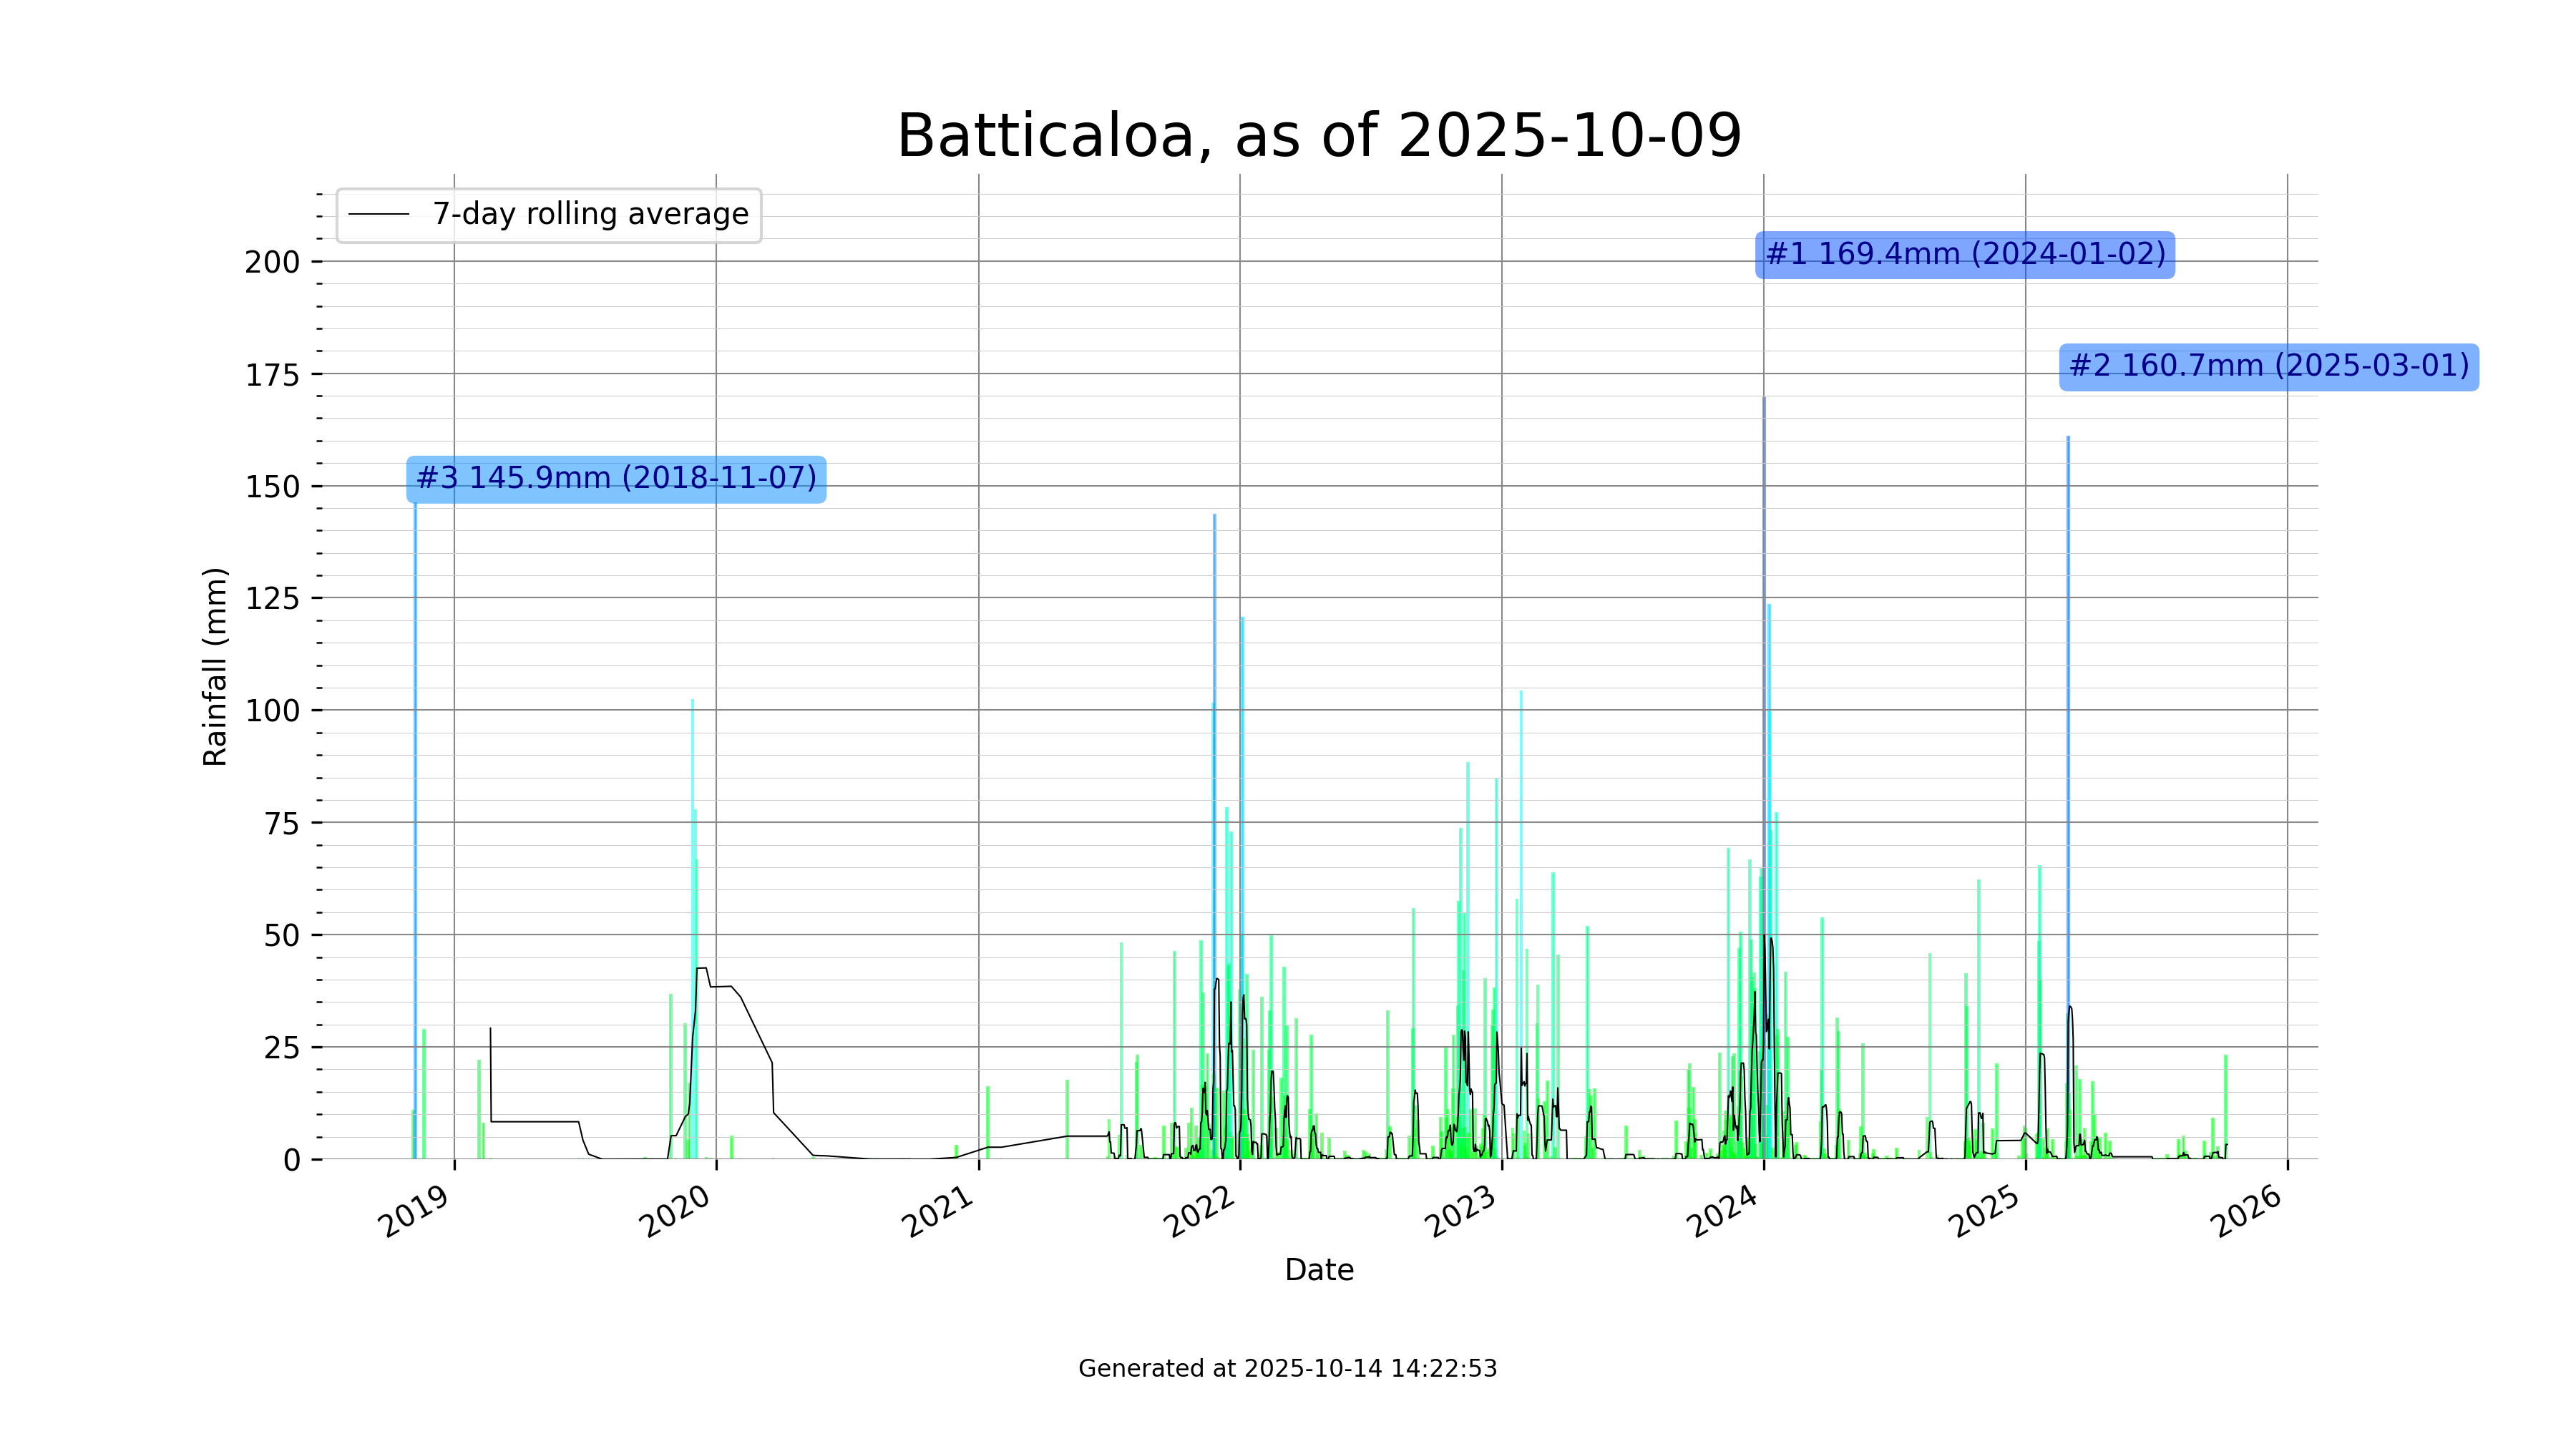 Batticaloa, as of 2025-10-09
7-day rolling average
#1 169.4mm (2024-01-02)
#2 160.7mm (2025-03-01)
#3 145.9mm (2018-11-07)
Rainfall (mm)
200
175
150
125
100
75
50
25
0
2019
2020
2021
2022
2023
2024
2025
2026
Date
Generated at 2025-10-14 14:22:53